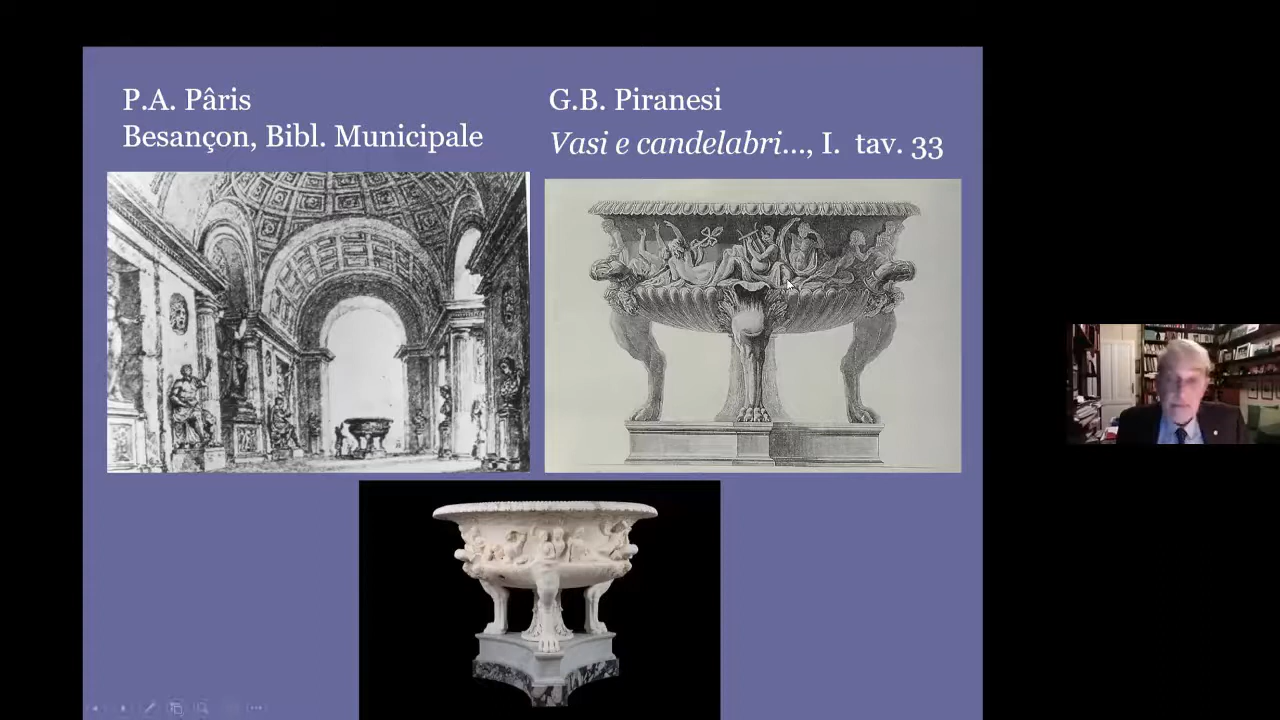 P.A. Pâris
Besançon, Bibl. Municipale
G.B. Piranesi
Vasi e candelabri..., I. tav. 33